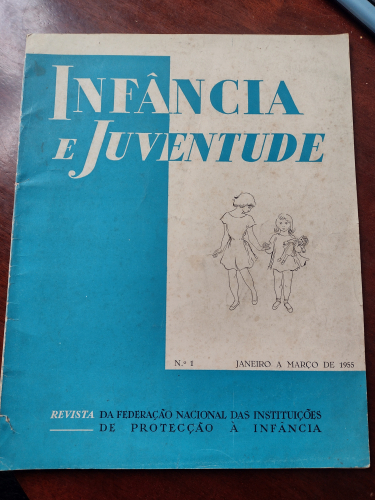 INFÂNCIA
E JUVENTUDE
N.º 1 JANEIRO A MARÇO DE 1955
REVISTA DA FEDERAÇÃO NACIONAL DAS INSTITUIÇÕES
DE PROTECÇÃO À INFÂNCIA